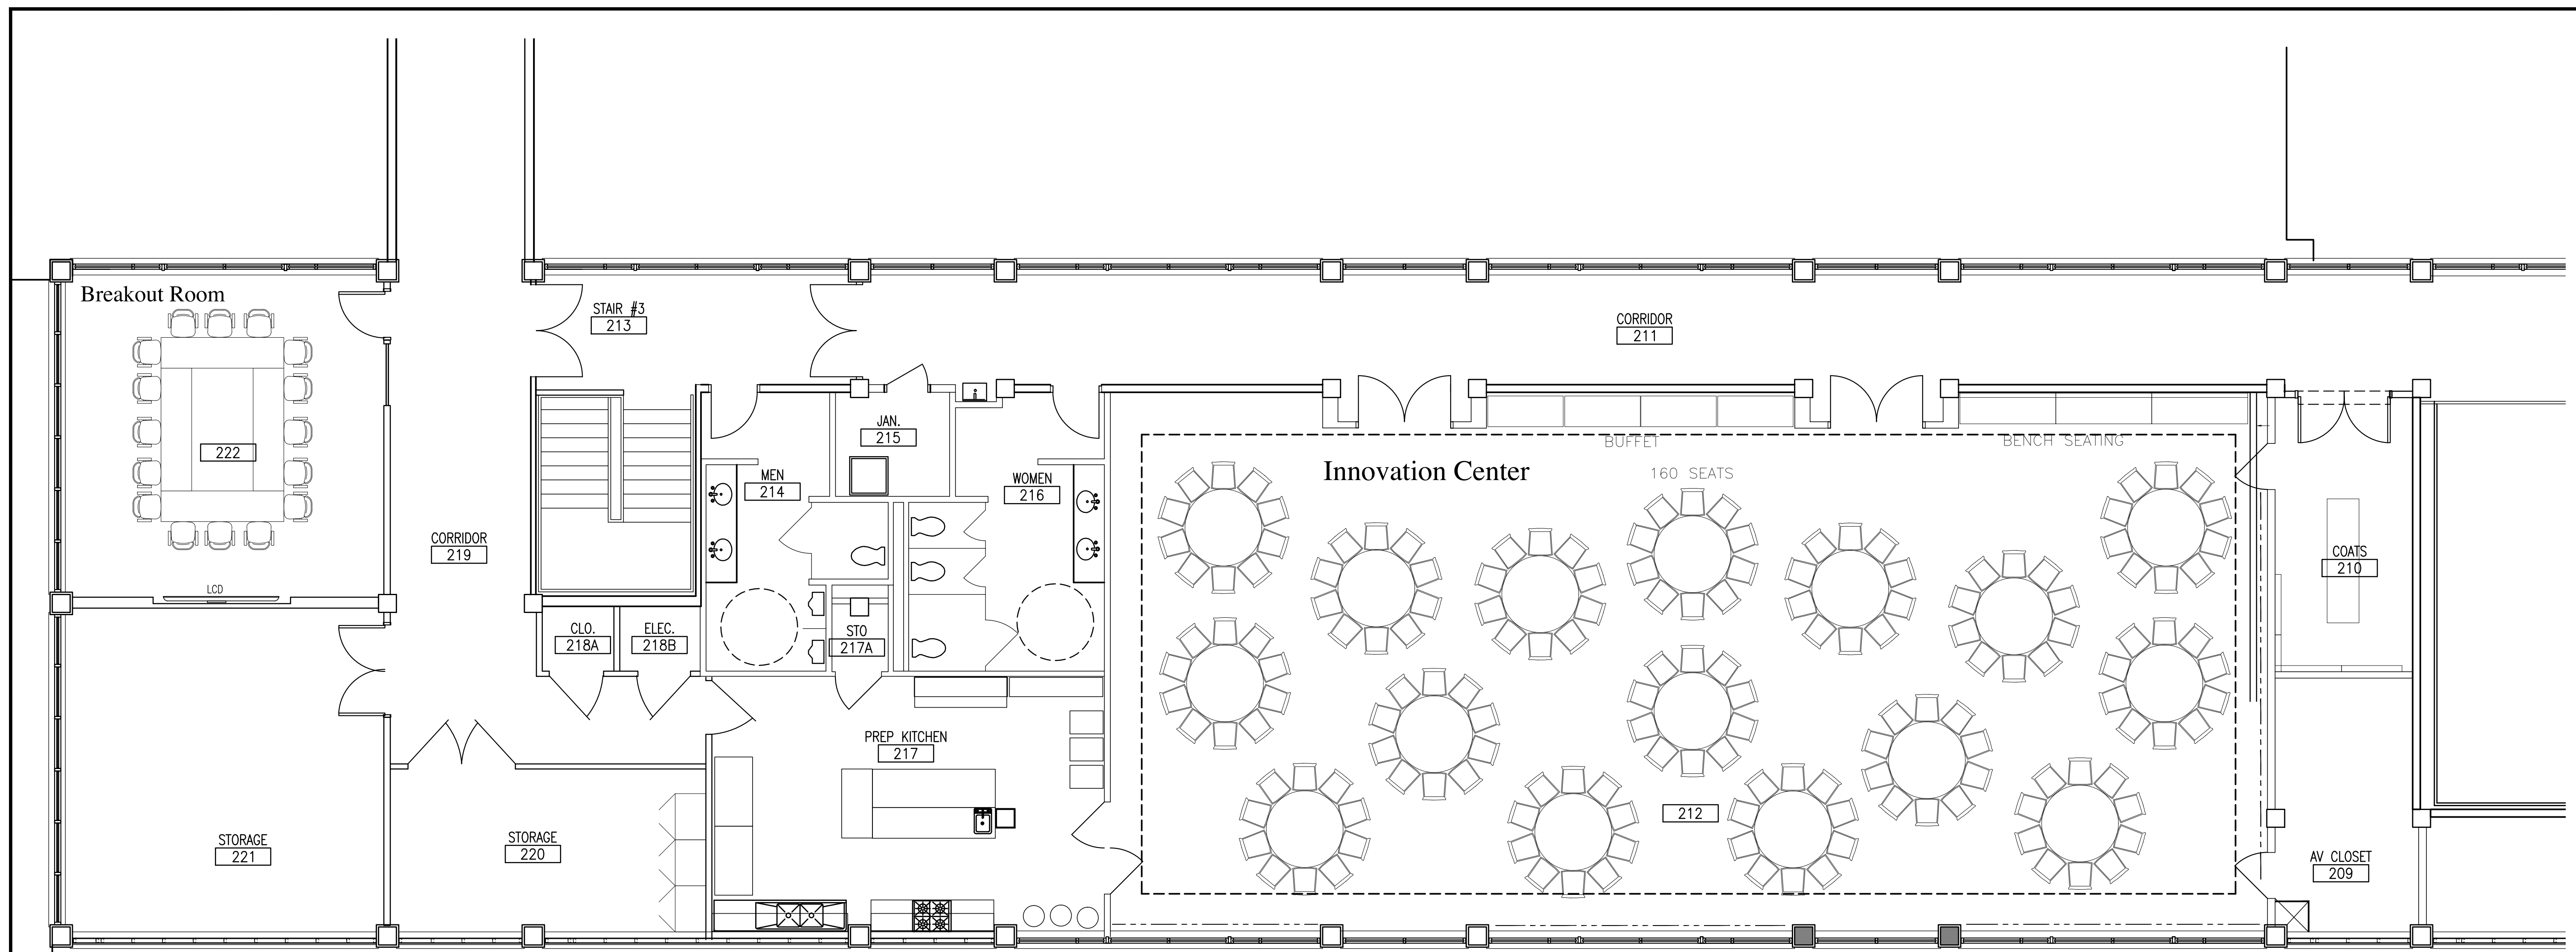 Breakout Room
222
LCD
STAIR #3
213
CORRIDOR
211
CORRIDOR
219
JAN.
215
MEN
214
WOMEN
216
BUFFET
BENCH SEATING
Innovation Center
160 SEATS
COATS
210
CLO.
218A
ELEC.
218B
STO
217A
PREP KITCHEN
217
212
STORAGE
221
STORAGE
220
AV CLOSET
209